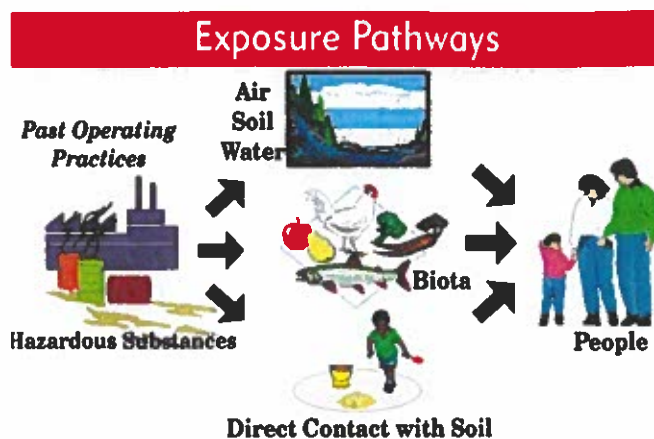 Exposure Pathways
Past Operating
Practices
Air
Soil
Water
Biota
Hazardous Substances
People
Direct Contact with Soil